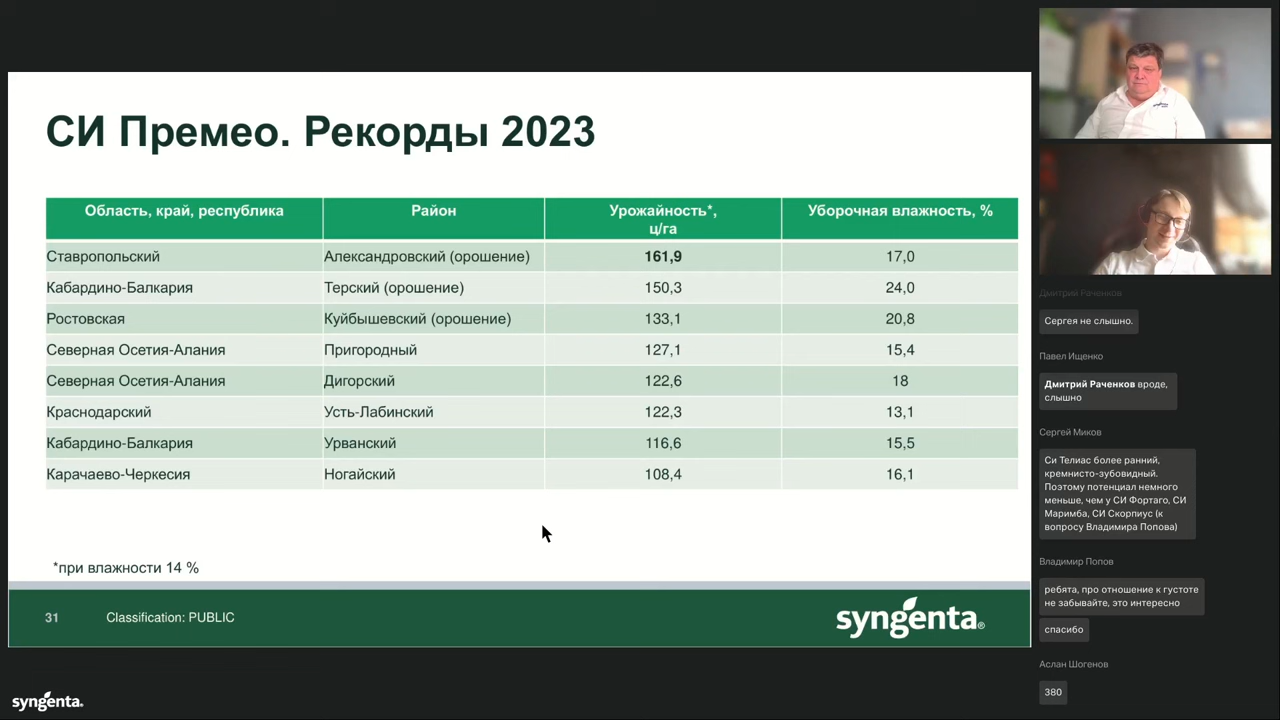 СИ Премео. Рекорды 2023
Область, край, республика Район Урожайность*, ц/га Уборочная влажность, %
Ставропольский Александровский (орошение) 161,9 17,0
Кабардино-Балкария Терский (орошение) 150,3 24,0
Ростовская Куйбышевский (орошение) 133,1 20,8
Северная Осетия-Алания Пригородный 127,1 15,4
Северная Осетия-Алания Дигорский 122,6 18
Краснодарский Усть-Лабинский 122,3 13,1
Кабардино-Балкария Урванский 116,6 15,5
Карачаево-Черкесия Ногайский 108,4 16,1
*при влажности 14 %
31 Classification: PUBLIC
syngenta®
syngenta®
Дмитрий Раченков
Сергея не слышно.
Павел Ищенко
Дмитрий Раченков вроде,
слышно
Сергей Миков
Си Телиас более ранний,
кремнисто-зубовидный.
Поэтому потенциал немного
меньше, чем у СИ Фортаго, СИ
Маримба, СИ Скорпиус (к
вопросу Владимира Попова)
Владимир Попов
ребята, про отношение к густоте
не забывайте, это интересно
спасибо
Аслан Шогенов
380